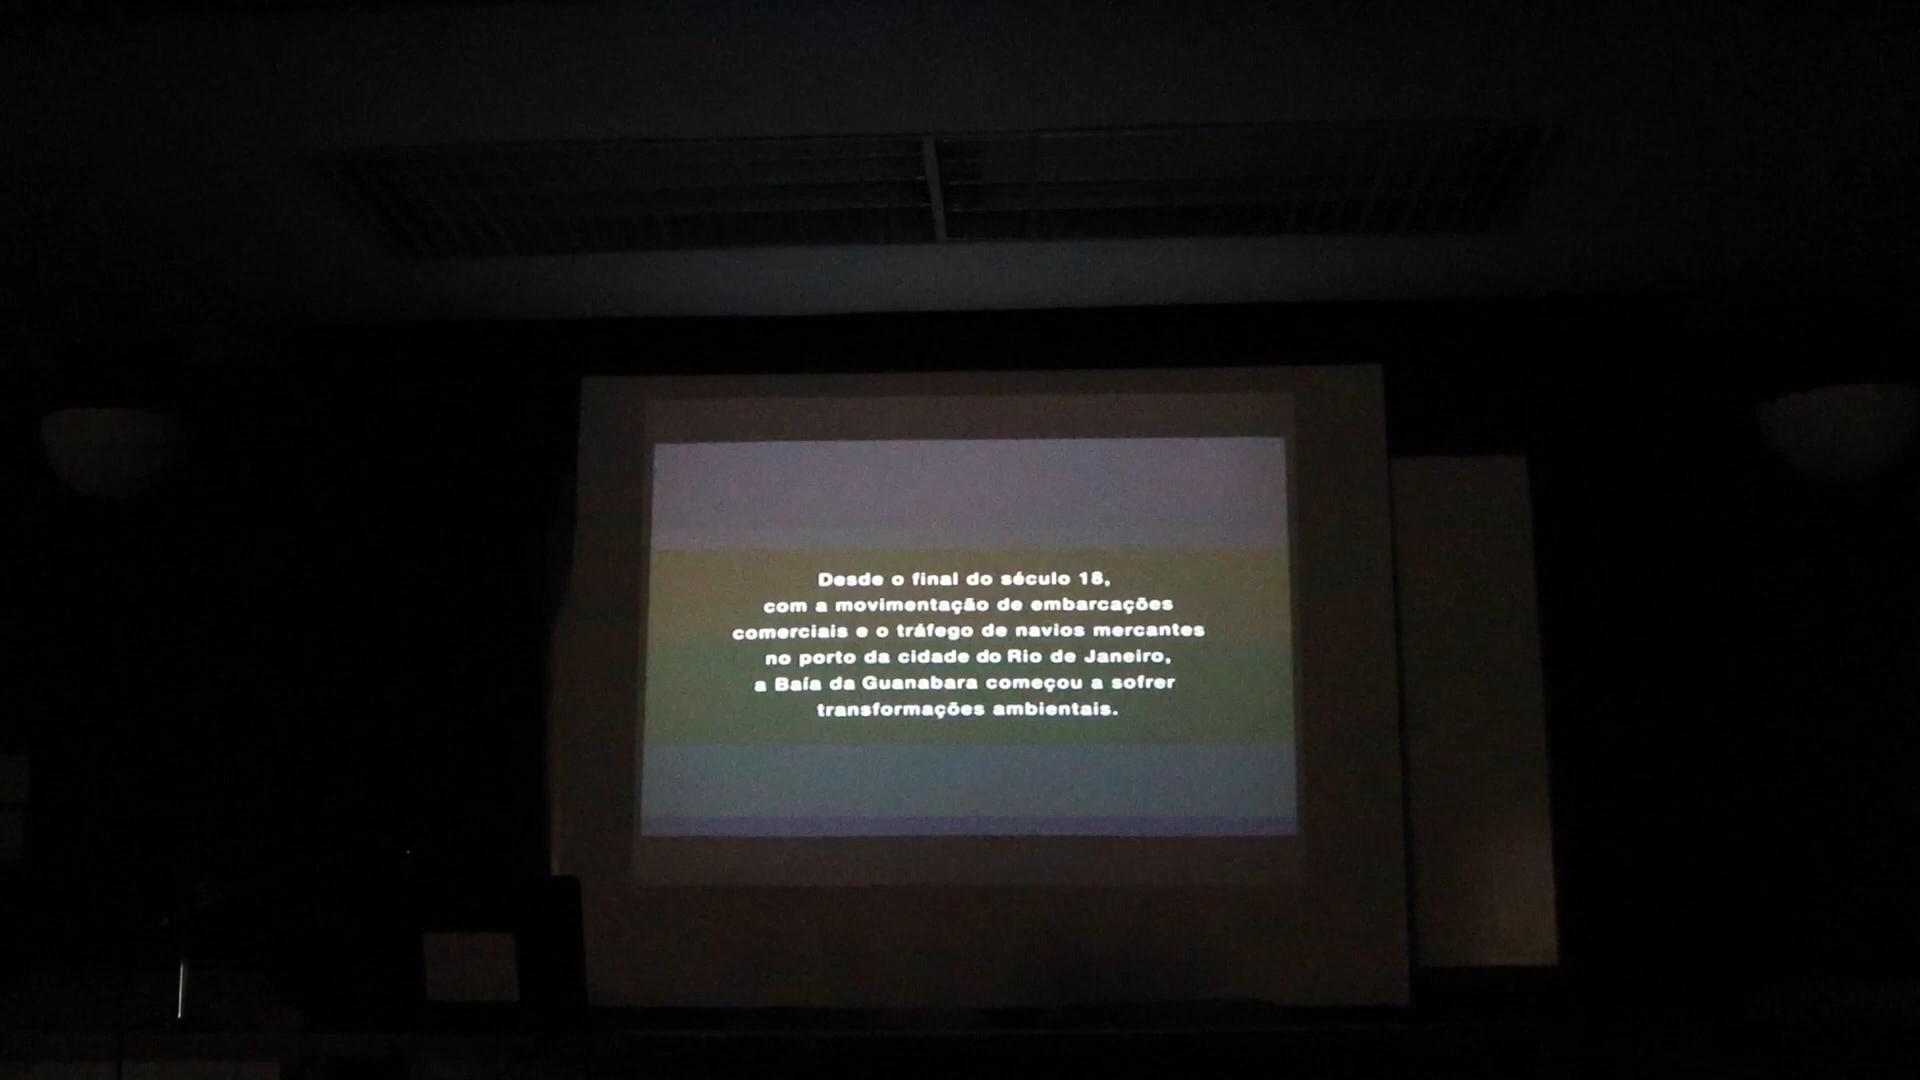 Desde o final do século 18,
com a movimentação de embarcações
comerciais e o tráfego de navios mercantes
no porto da cidade do Rio de Janeiro,
a Baía da Guanabara começou a sofrer
transformações ambientais.